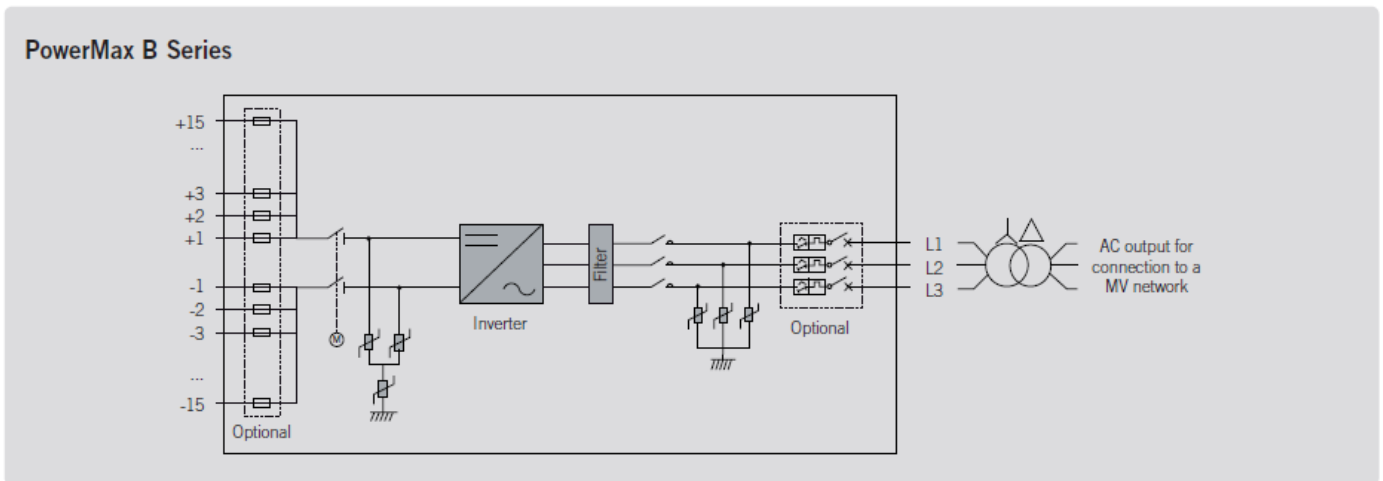 PowerMax B Series
+15
...
+3
+2
+1
-1
-2
-3
...
-15
Optional
M
Inverter
Filter
Optional
L1
L2
L3
AC output for
connection to a
MV network